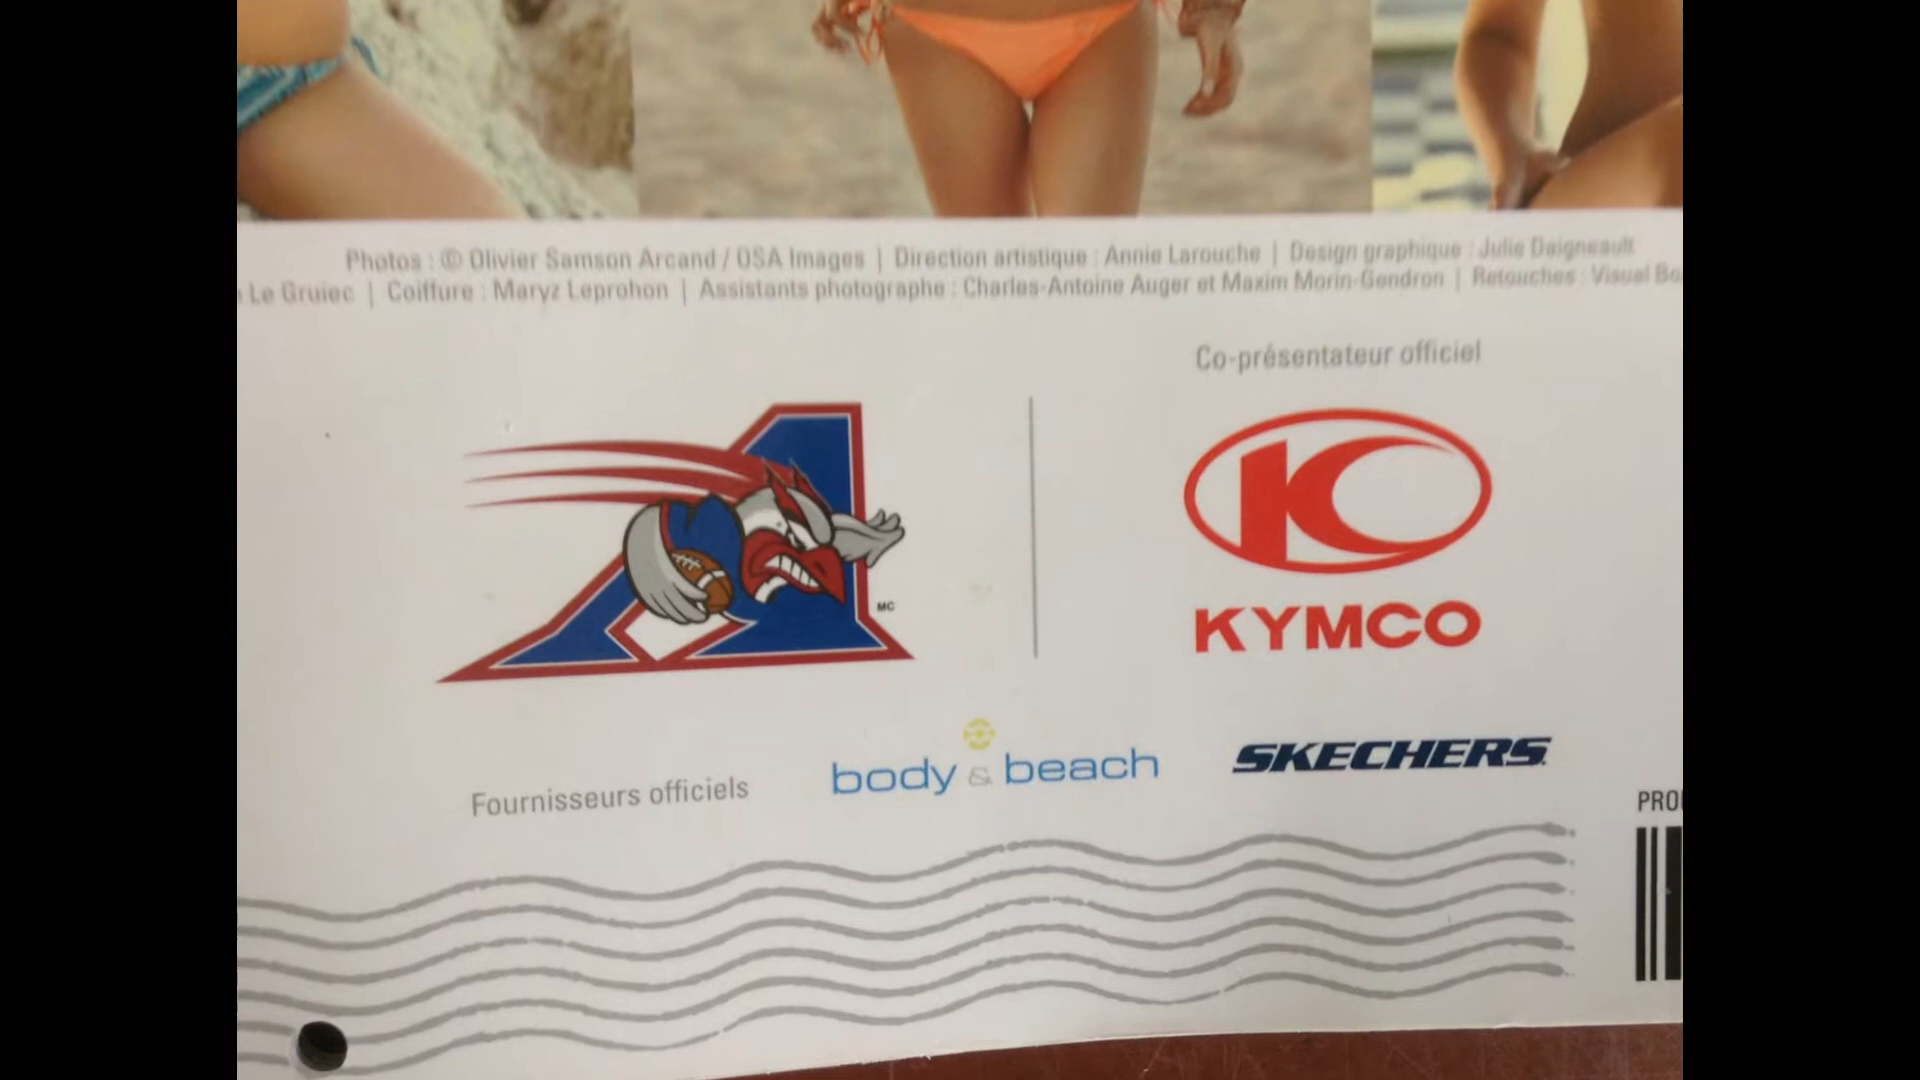 Photos : © Olivier Samson Arcand / OSA Images | Direction artistique : Annie Larouche | Design graphique : Julie Daigneault
Le Gruiec | Coiffure : Maryz Leprohon | Assistants photographe : Charles-Antoine Auger et Maxim Morin-Gendron | Retouches : Visual
Co-présentateur officiel
MC
KYMCO
Fournisseurs officiels
body & beach
SKECHERS